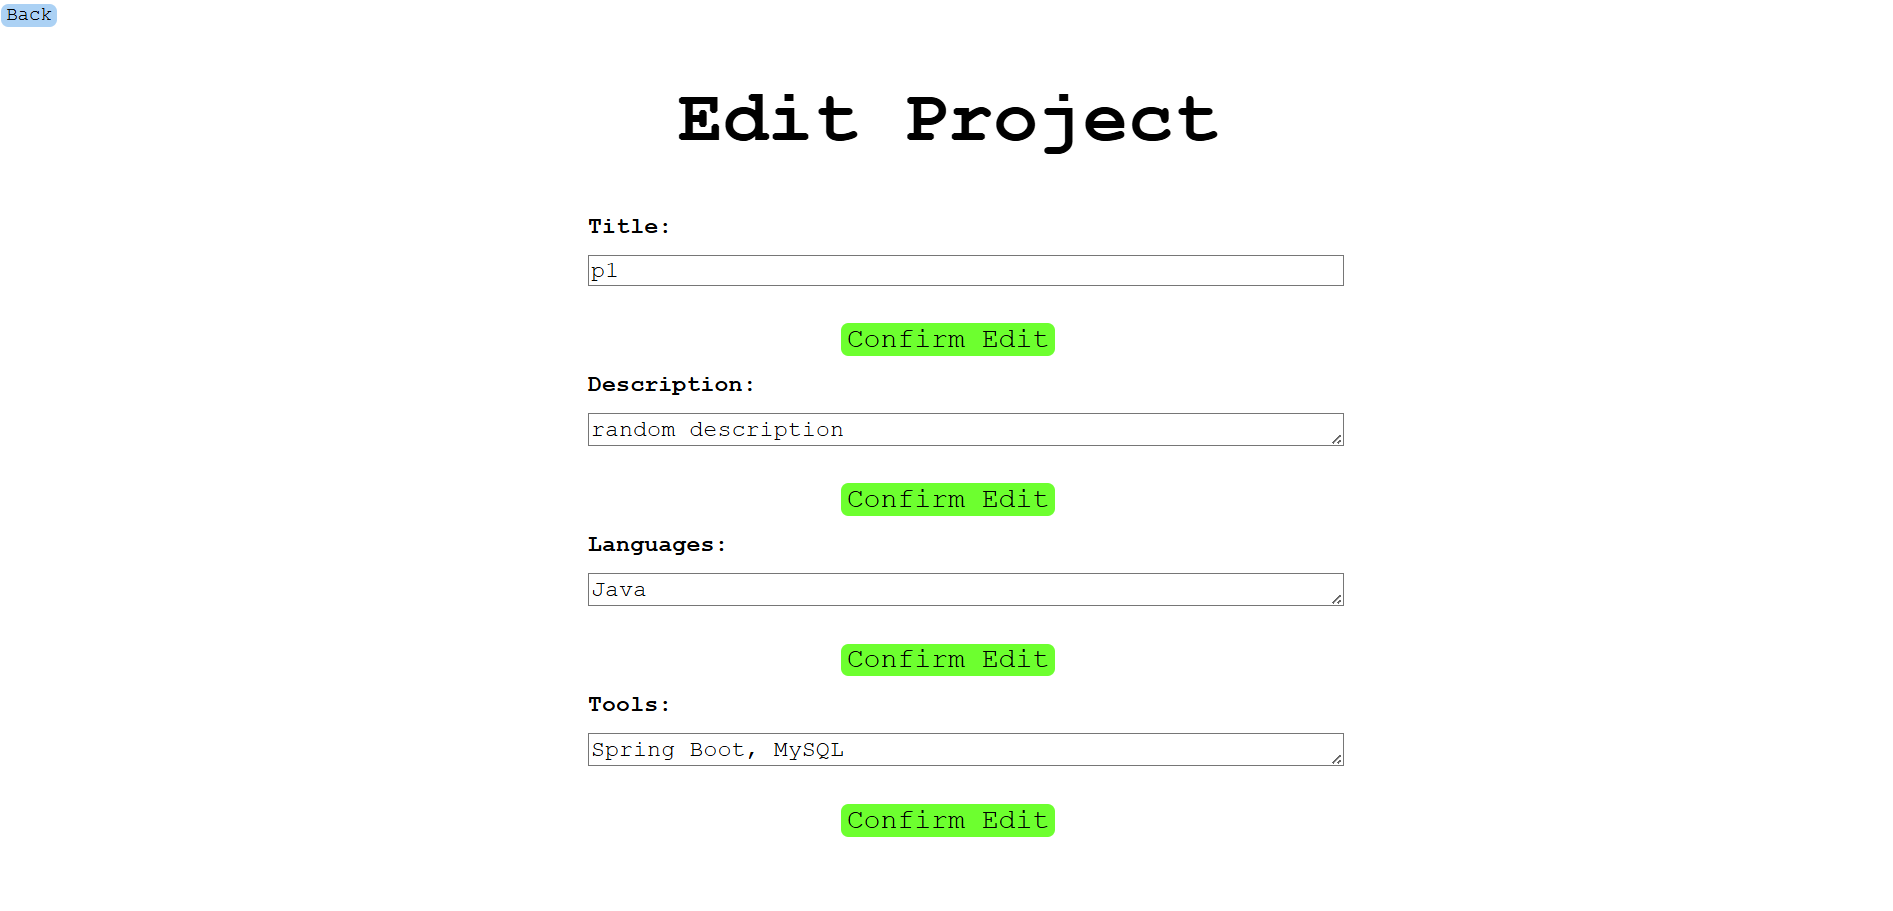 Back
Edit Project
Title:
p1
Confirm Edit
Description:
random description
Confirm Edit
Languages:
Java
Confirm Edit
Tools:
Spring Boot, MySQL
Confirm Edit